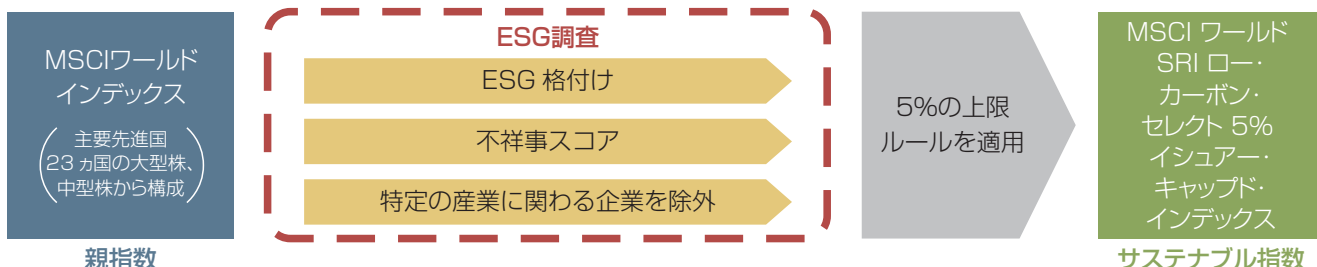 MSCIワールド
インデックス
主要先進国
23 ヵ国の大型株、
中型株から構成
親指数
ESG調査
ESG 格付け
不祥事スコア
特定の産業に関わる企業を除外
5%の上限
ルールを適用
MSCI ワールド
SRI ロー・
カーボン・
セレクト 5%
イシュアー・
キャップド・
インデックス
サステナブル指数